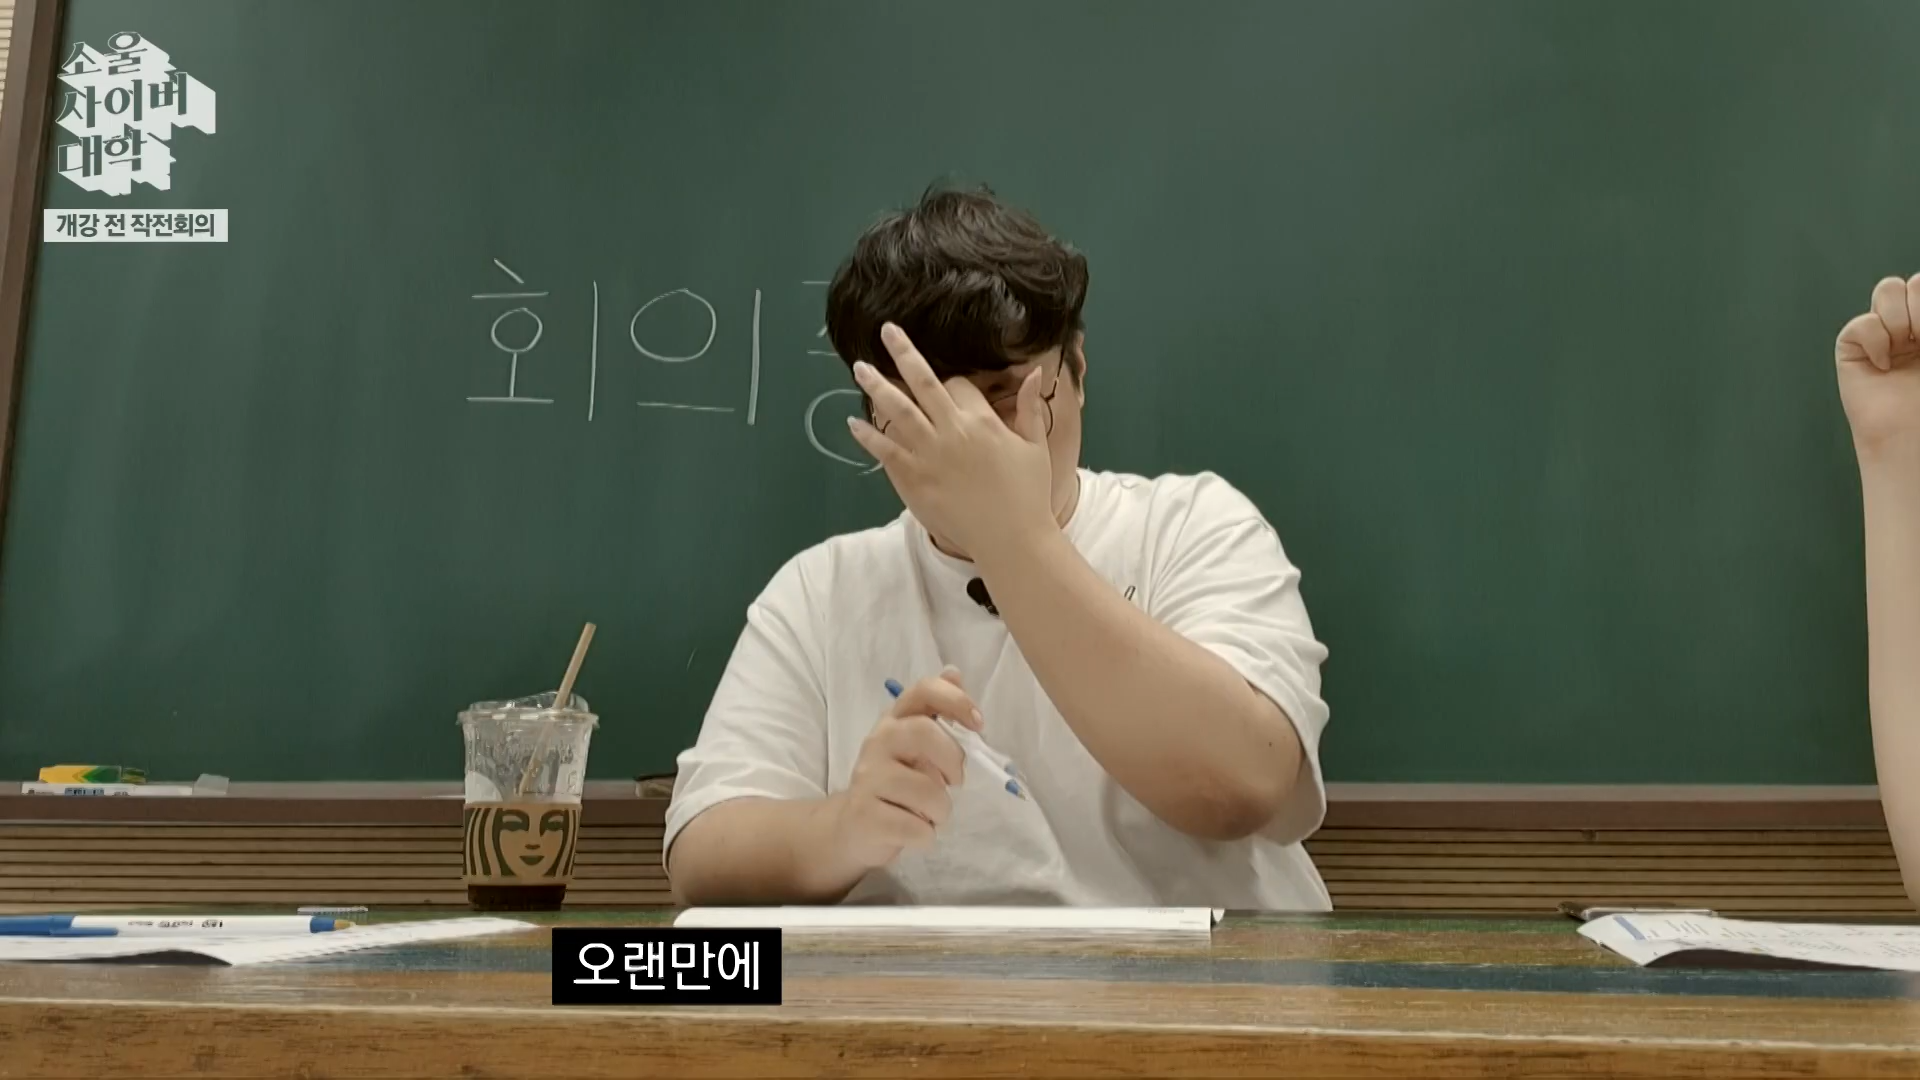 소울
사이버
대학
개강 전 작전회의
회의
오랜만에